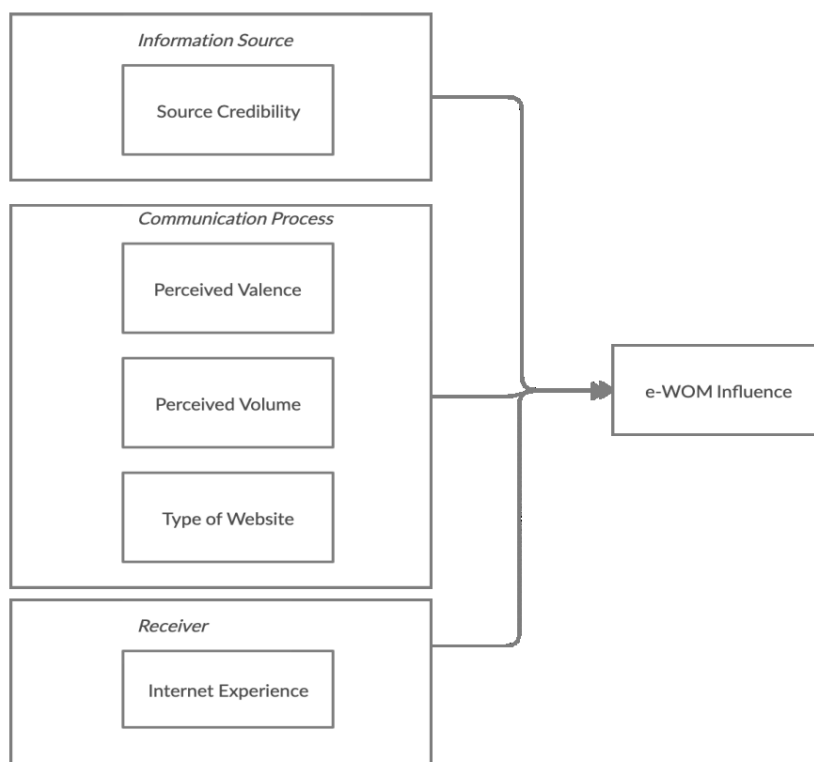 Information Source
Source Credibility
Communication Process
Perceived Valence
Perceived Volume
Type of Website
Receiver
Internet Experience
e-WOM Influence